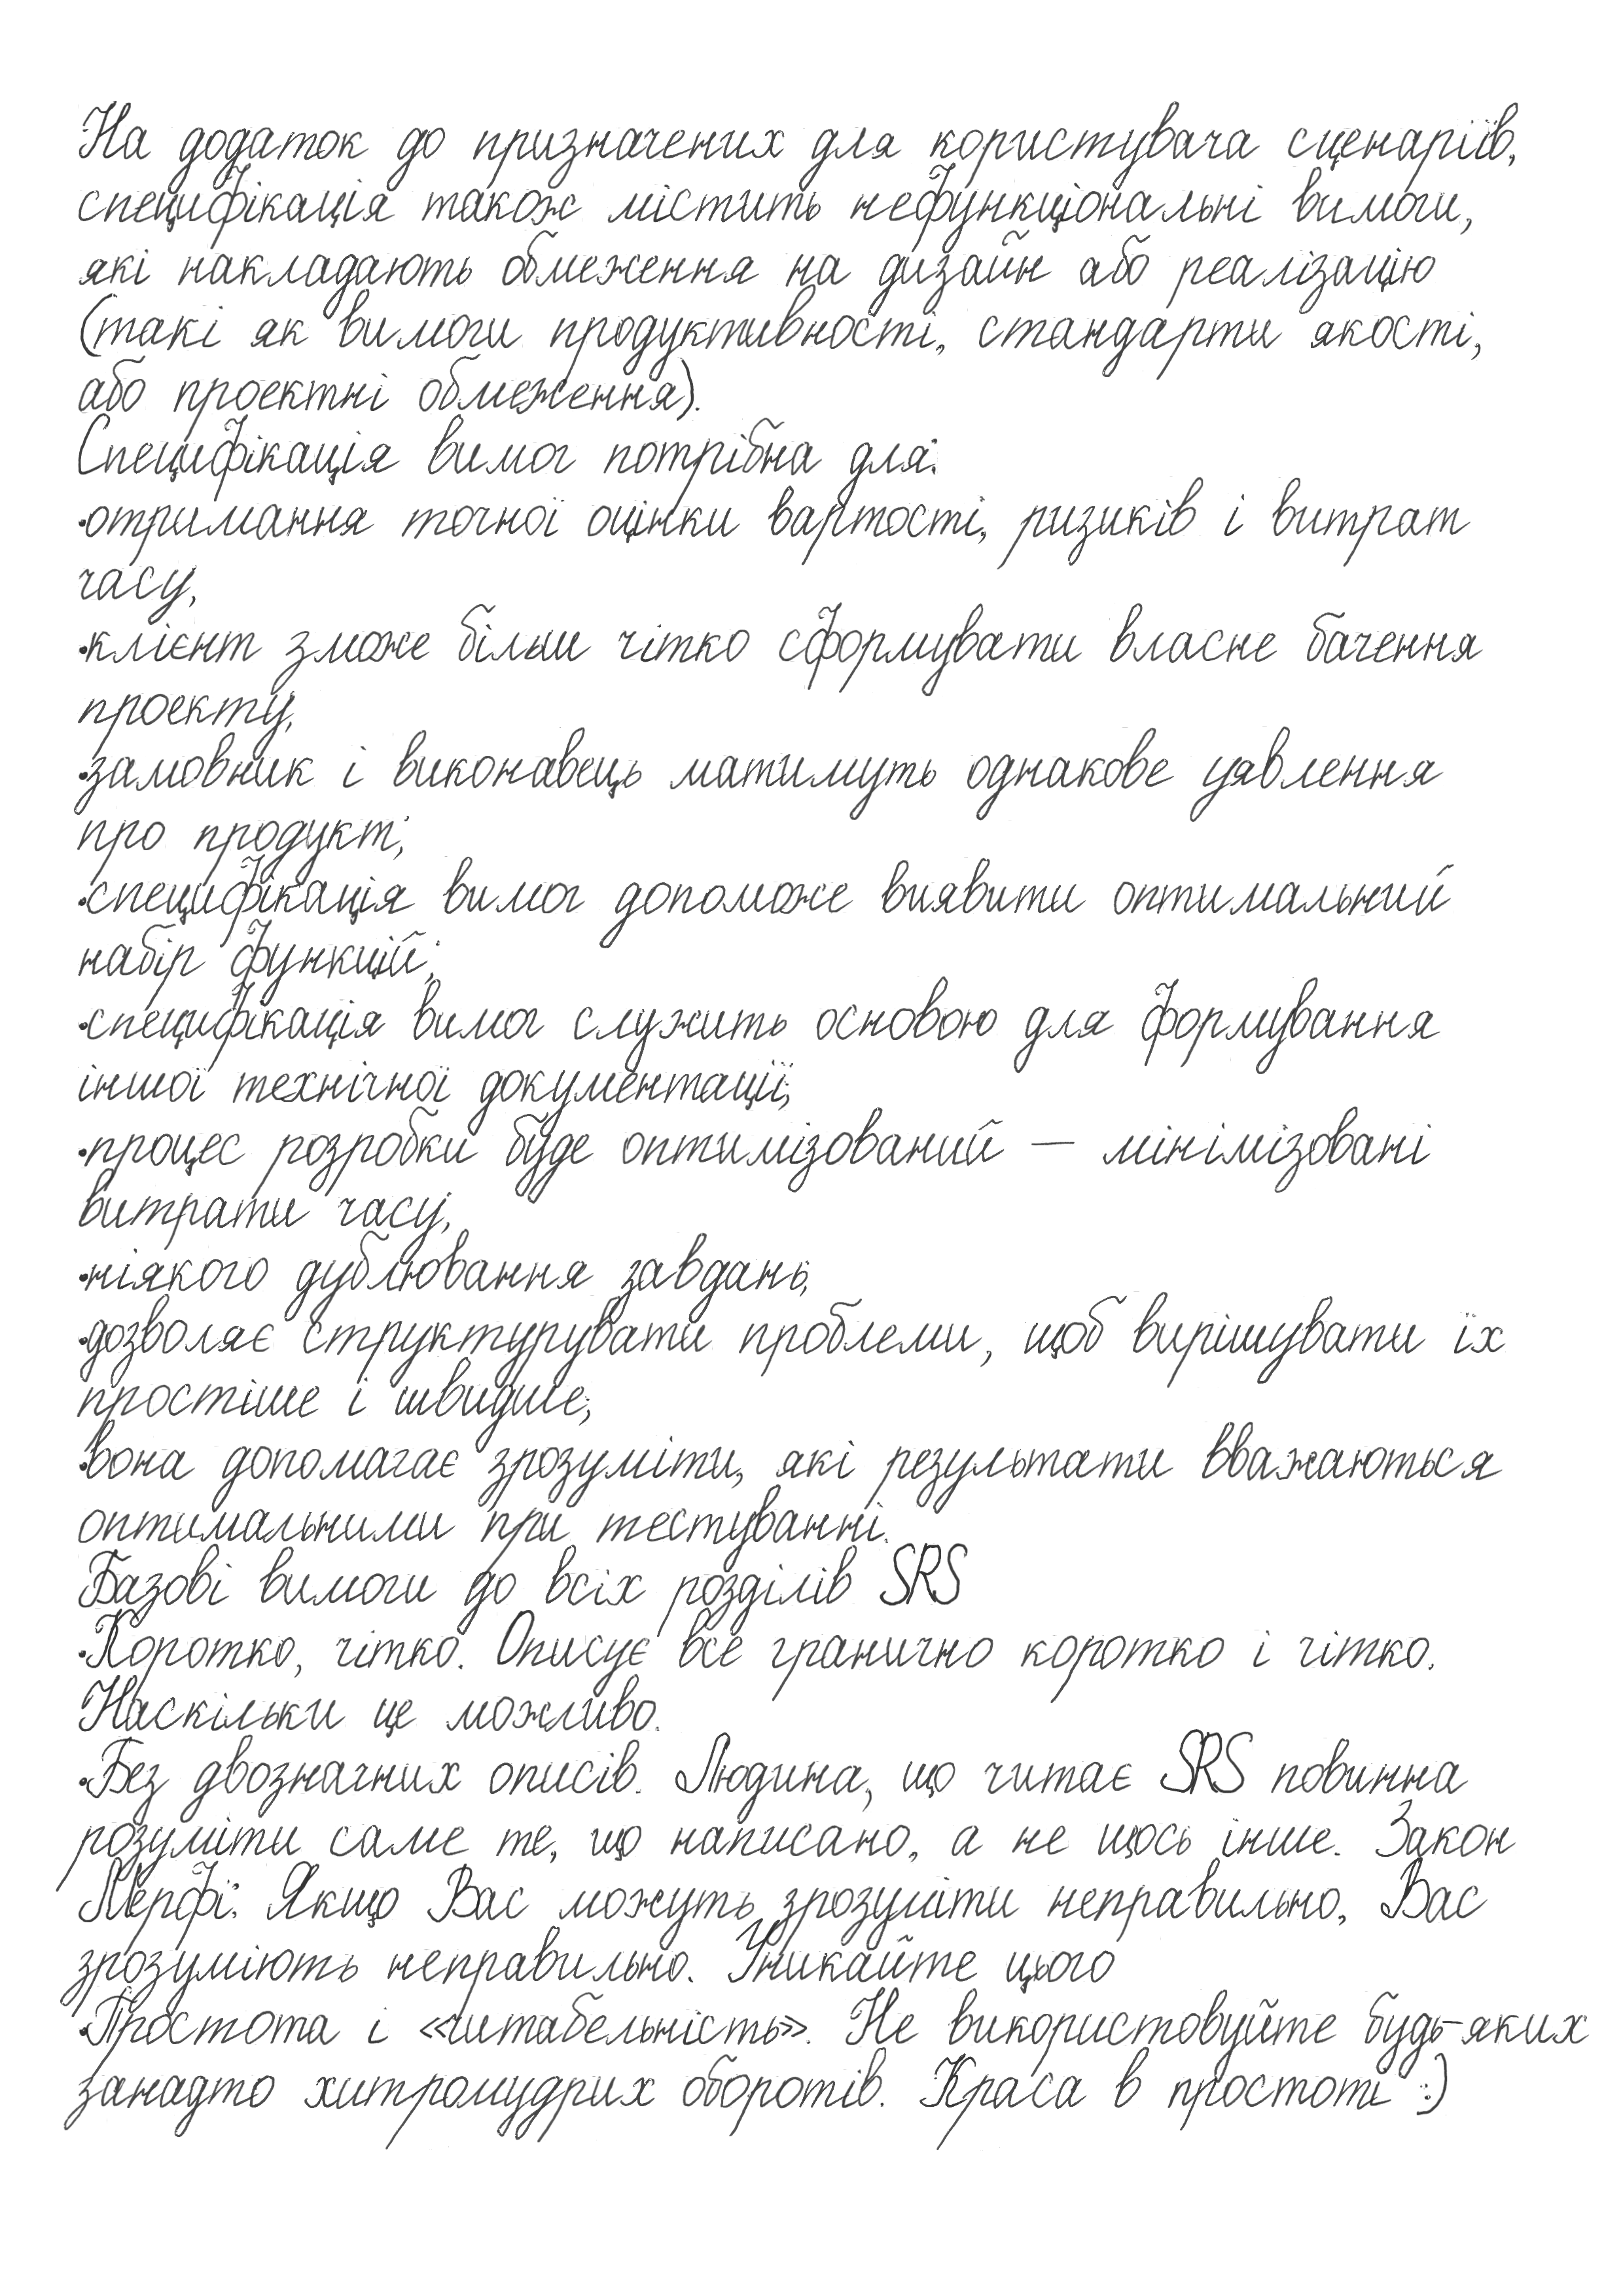 На додаток до призначених для користувача сценаріїв,
специфікація також містить нефункціональні вимоги,
які накладають обмеження на дизайн або реалізацію
(такі як вимоги продуктивності, стандарти якості,
або проектні обмеження).
Специфікація вимог потрібна для:
•отримання точної оцінки вартості, ризиків і витрат
часу;
•клієнт зможе більш чітко сформувати власне бачення
проекту;
•замовник і виконавець матимуть однакове уявлення
про продукт;
•специфікація вимог допоможе виявити оптимальний
набір функцій;
•специфікація вимог служить основою для формування
іншої технічної документації;
•процес розробки буде оптимізований — мінімізовані
витрати часу;
•ніякого дублювання завдань;
•дозволяє структурувати проблеми, щоб вирішувати їх
простіше і швидше;
•вона допомагає зрозуміти, які результати вважаються
оптимальними при тестуванні.
Базові вимоги до всіх розділів SRS
•Коротко, чітко. Описує все гранично коротко і чітко.
Наскільки це можливо.
•Без двозначних описів. Людина, що читає SRS повинна
розуміти саме те, що написано, а не щось інше. Закон
Мерфі: Якщо Вас можуть зрозуміти неправильно, Вас
зрозуміють неправильно. Уникайте цього
•Простота і «читабельність». Не використовуйте будь-яких
занадто хитромудрих оборотів. Краса в простоті :)